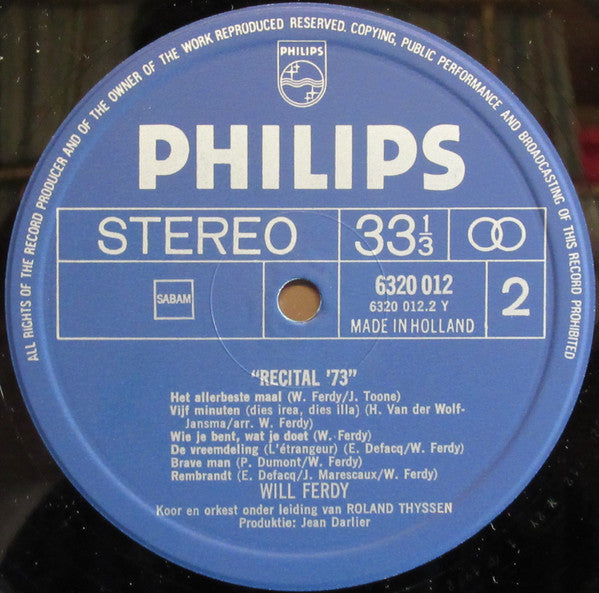 ALL RIGHTS OF THE RECORD PRODUCER AND OF THE OWNER OF THE WORK REPRODUCED RESERVED. COPYING, PUBLIC PERFORMANCE AND BROADCASTING OF THIS RECORD PROHIBITED
PHILIPS
PHILIPS
STEREO 33 1/3
SABAM
6320 012
6320 012.2 Y
MADE IN HOLLAND
2
"RECITAL '73"
Het allerbeste maal (W. Ferdy/J. Toone)
Vijf minuten (dies irea, dies illa) (H. Van der Wolf-
Jansma/arr. W. Ferdy)
Wie je bent, wat je doet (W. Ferdy)
De vreemdeling (L'étrangeur) (E. Defacq/W. Ferdy)
Brave man (P. Dumont/W. Ferdy)
Rembrandt (E. Defacq/J. Marescaux/W. Ferdy)
WILL FERDY
Koor en orkest onder leiding van ROLAND THYSSEN
Produktie: Jean Darlier